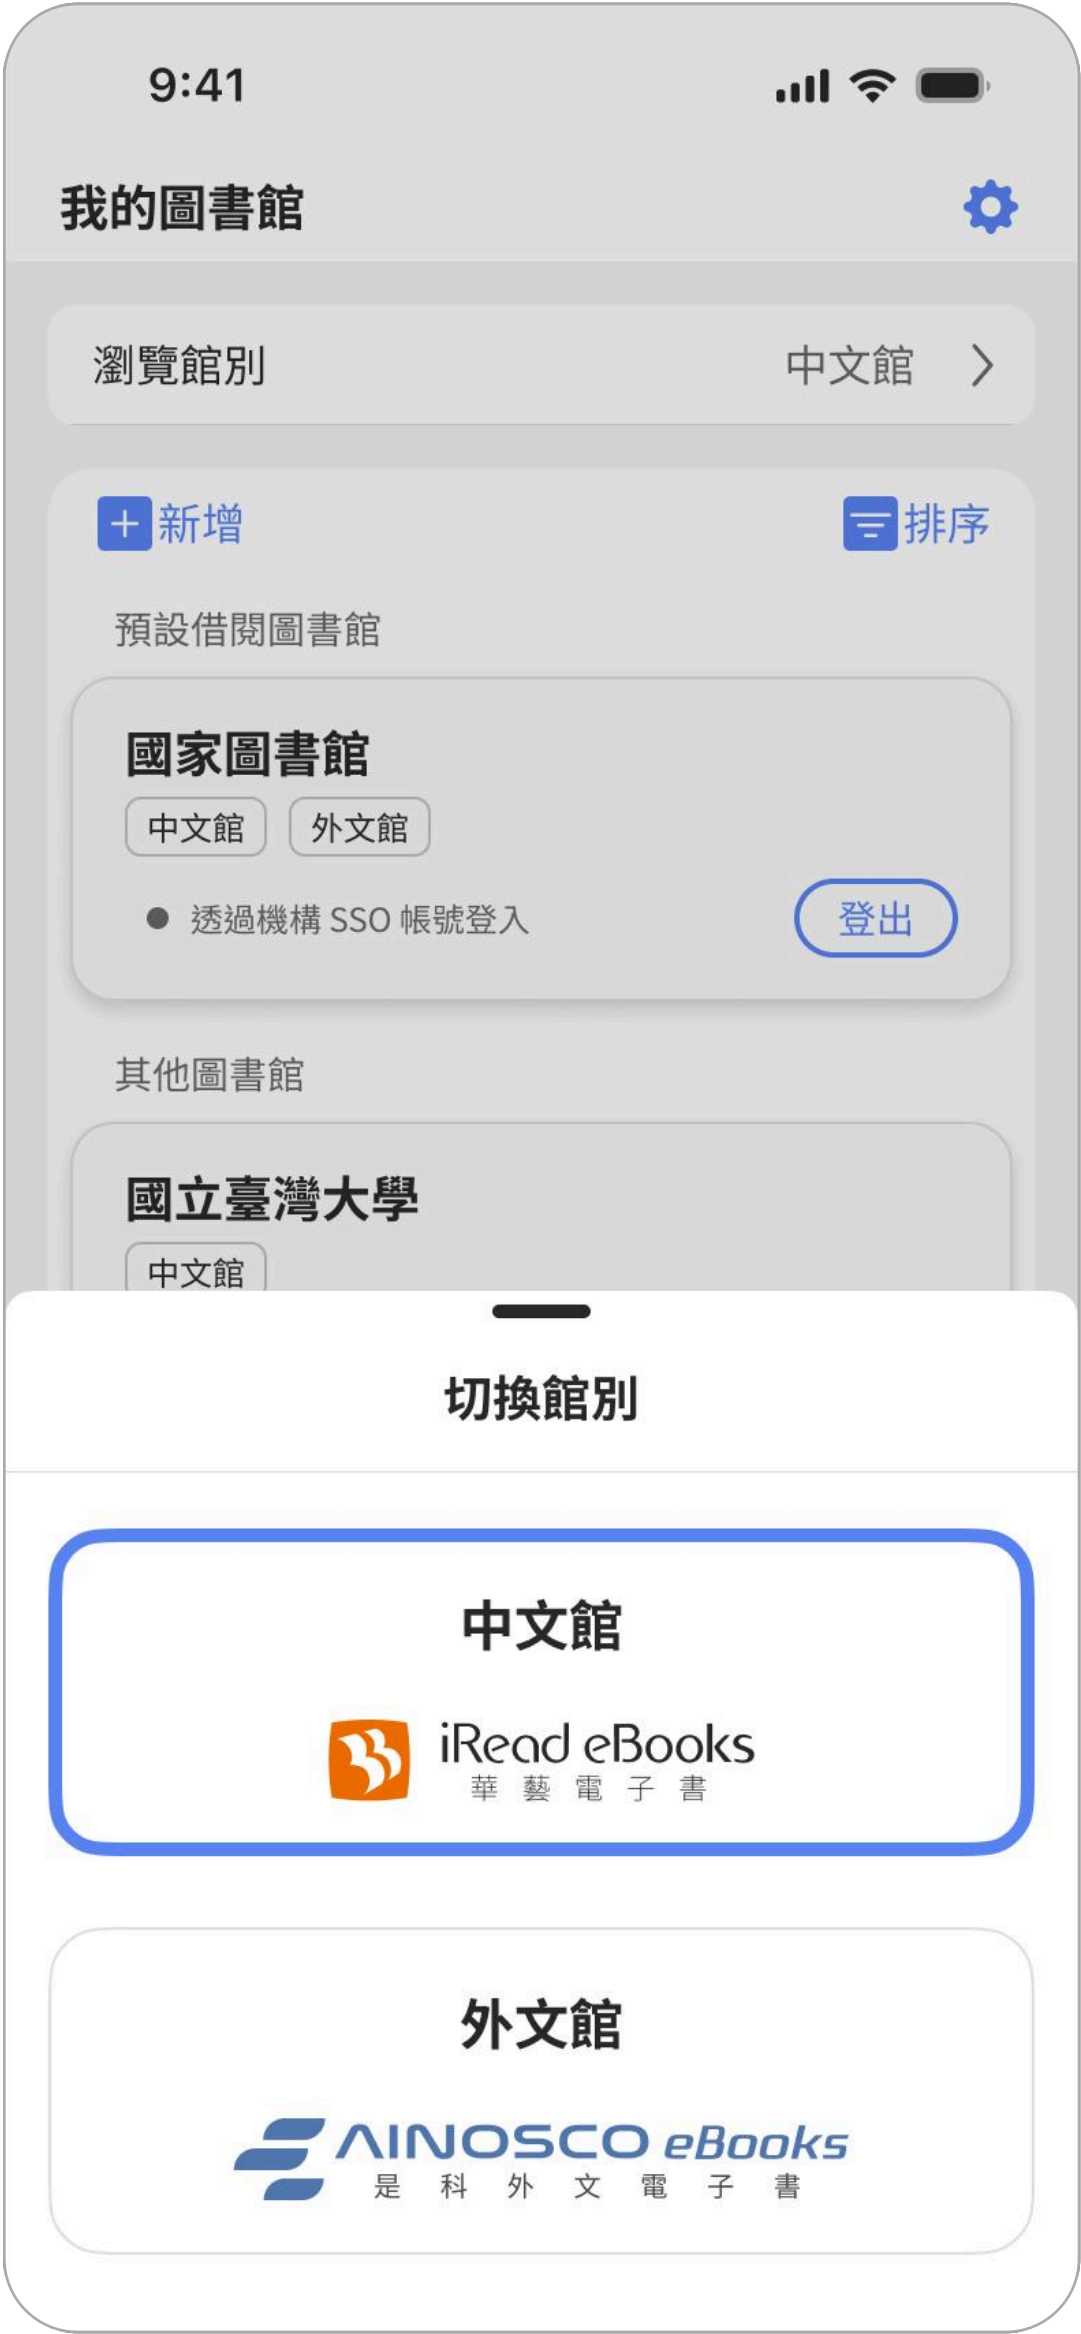 9:41
我的圖書館
瀏覽館別 中文館
新增 排序
預設借閱圖書館
國家圖書館
中文館 外文館
透過機構 SSO 帳號登入 登出
其他圖書館
國立臺灣大學
中文館
切換館別
中文館
iRead eBooks
華藝電子書
外文館
AINOSCO eBooks
是科外文電子書